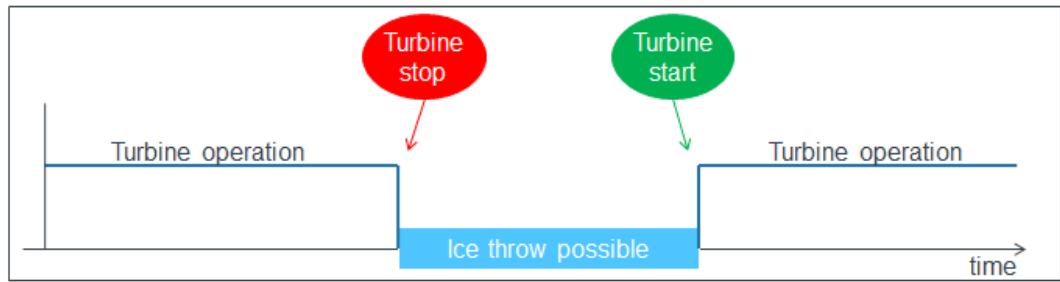 Turbine
stop
Turbine
start
Turbine operation
Turbine operation
Ice throw possible
time